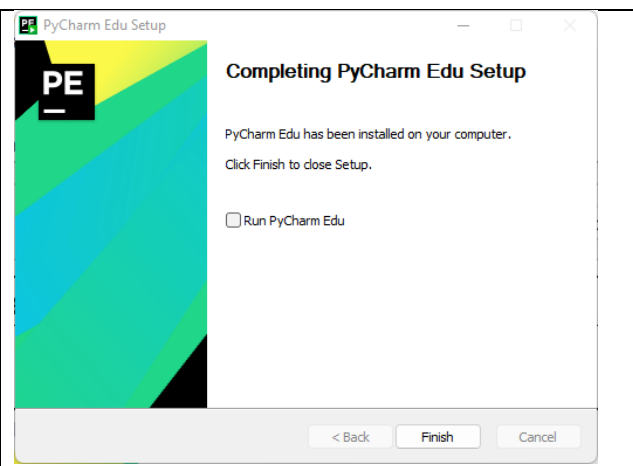 PyCharm Edu Setup
PE
Completing PyCharm Edu Setup
PyCharm Edu has been installed on your computer.
Click Finish to close Setup.
Run PyCharm Edu
< Back Finish Cancel